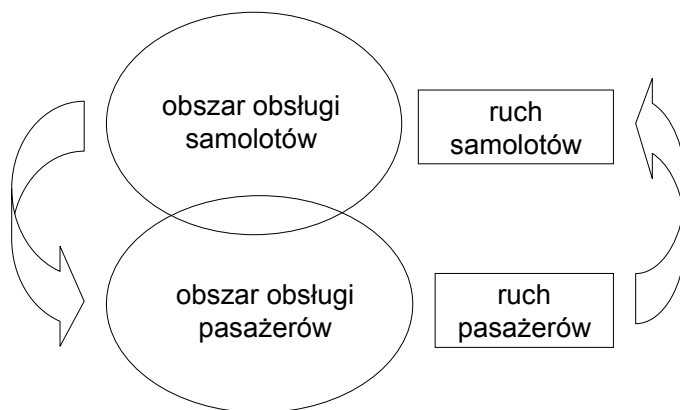 obszar obsługi
samolotów
ruch
samolotów
obszar obsługi
pasażerów
ruch
pasażerów